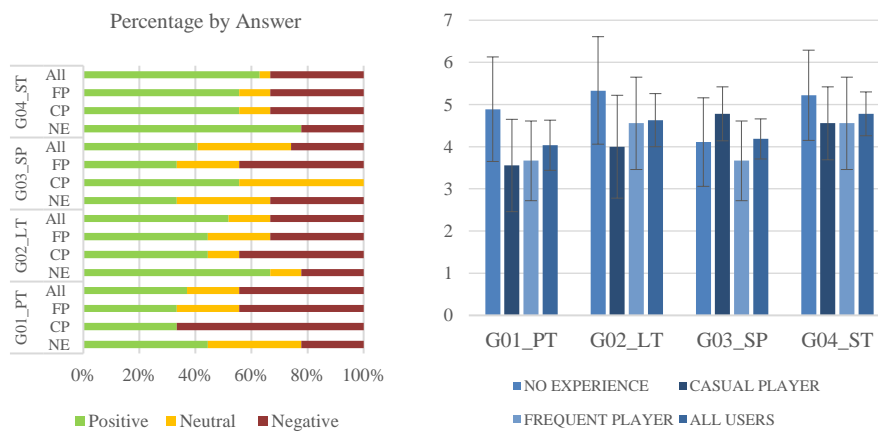 Percentage by Answer
G04_ST
All
FP
CP
NE
G03_SP
All
FP
CP
NE
G02_LT
All
FP
CP
NE
G01_PT
All
FP
CP
NE
0% 20% 40% 60% 80% 100%
Positive Neutral Negative
7
6
5
4
3
2
1
0
G01_PT G02_LT G03_SP G04_ST
NO EXPERIENCE CASUAL PLAYER
FREQUENT PLAYER ALL USERS